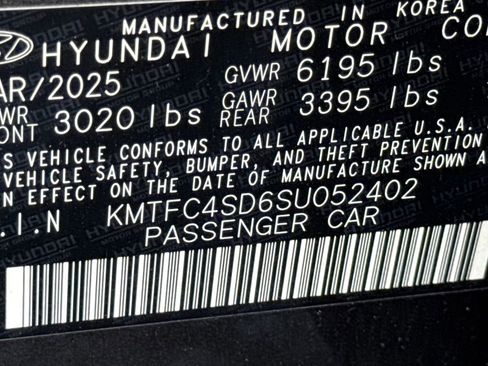 MANUFACTURED IN KOREA
HYUNDAI MOTOR CO
AR/2025 GVWR 6195 lbs
WR GAWR
ONT 3020 lbs REAR 3395 lbs
S VEHICLE CONFORMS TO ALL APPLICABLE U.S.A.
VEHICLE SAFETY, BUMPER, AND THEFT PREVENTION
N EFFECT ON THE DATE OF MANUFACTURE SHOWN A
.I.N KMTFC4SD6SU052402
PASSENGER CAR